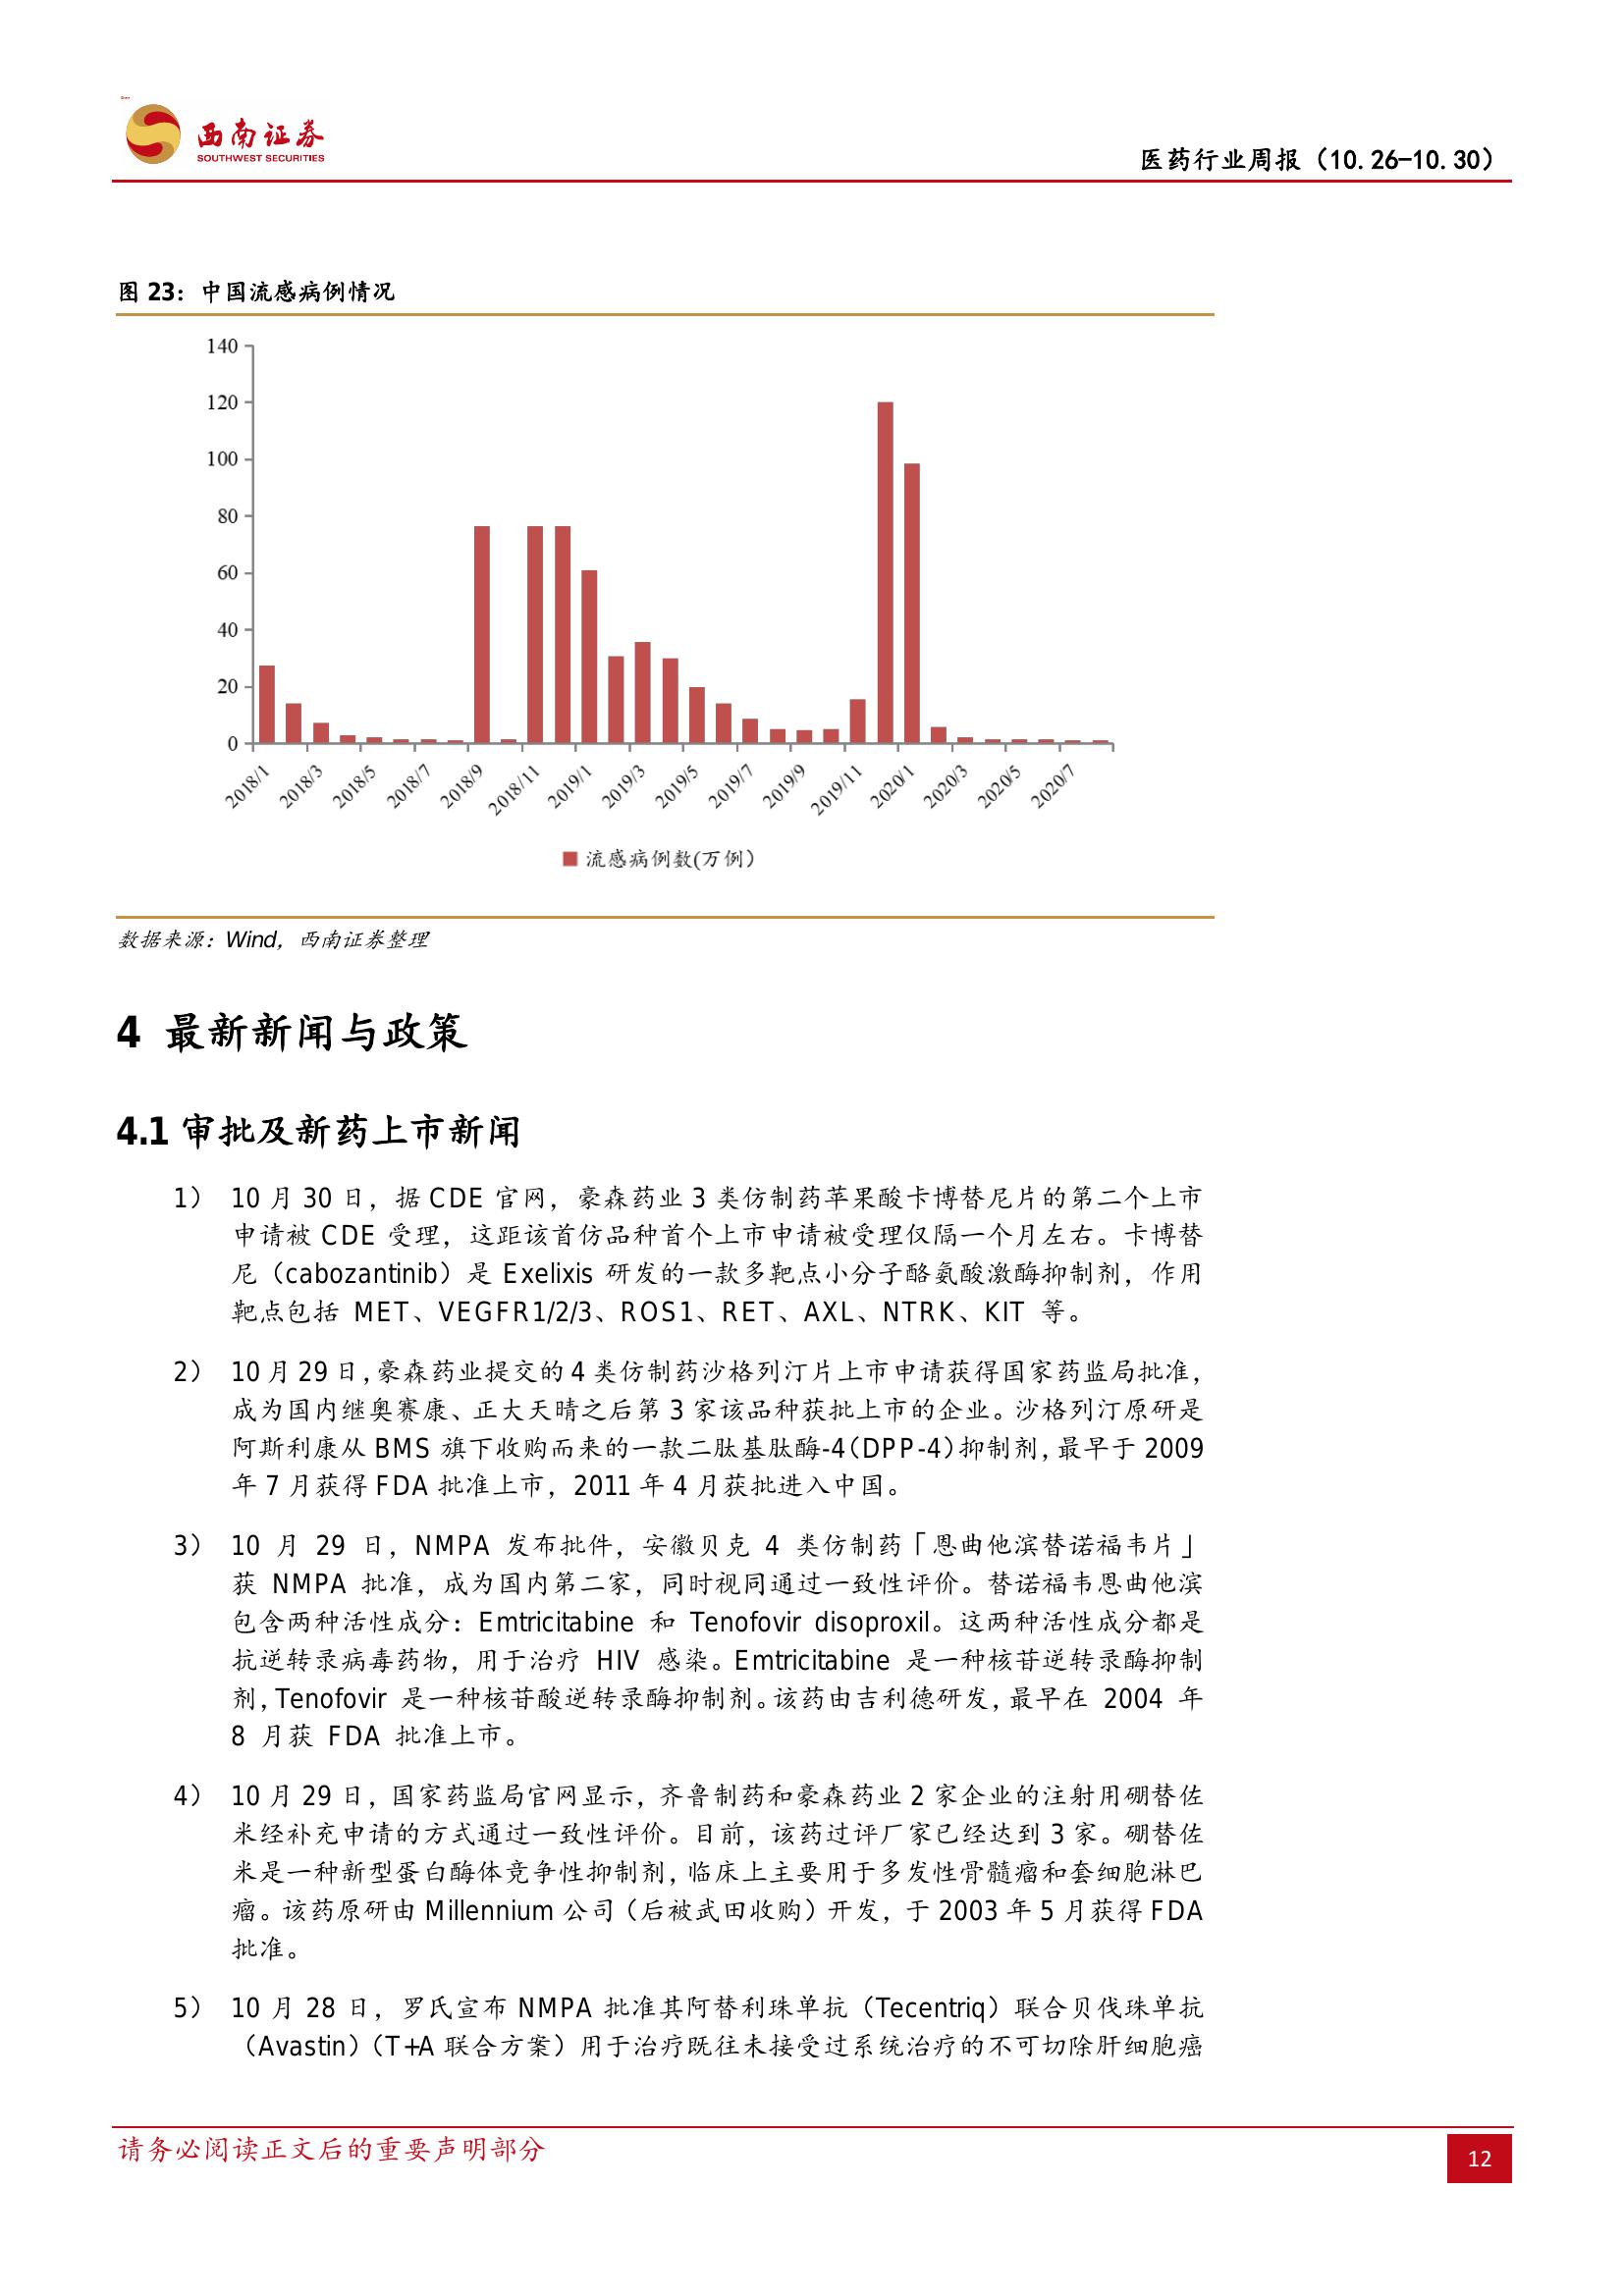 西南证券
SOUTHWEST SECURITIES
医药行业周报（10.26-10.30）
图 23：中国流感病例情况
140
120
100
80
60
40
20
0
2018/1
2018/3
2018/5
2018/7
2018/9
2018/11
2019/1
2019/3
2019/5
2019/7
2019/9
2019/11
2020/1
2020/3
2020/5
2020/7
流感病例数(万例）
数据来源：Wind，西南证券整理
4 最新新闻与政策
4.1 审批及新药上市新闻
1） 10 月 30 日，据 CDE 官网，豪森药业 3 类仿制药苹果酸卡博替尼片的第二个上市
申请被 CDE 受理，这距该首仿品种首个上市申请被受理仅隔一个月左右。卡博替
尼（cabozantinib）是 Exelixis 研发的一款多靶点小分子酪氨酸激酶抑制剂，作用
靶点包括 MET、VEGFR1/2/3、ROS1、RET、AXL、NTRK、KIT 等。
2） 10 月 29 日，豪森药业提交的 4 类仿制药沙格列汀片上市申请获得国家药监局批准，
成为国内继奥赛康、正大天晴之后第 3 家该品种获批上市的企业。沙格列汀原研是
阿斯利康从 BMS 旗下收购而来的一款二肽基肽酶-4（DPP-4）抑制剂，最早于 2009
年 7 月获得 FDA 批准上市，2011 年 4 月获批进入中国。
3） 10 月 29 日，NMPA 发布批件，安徽贝克 4 类仿制药「恩曲他滨替诺福韦片」
获 NMPA 批准，成为国内第二家，同时视同通过一致性评价。替诺福韦恩曲他滨
包含两种活性成分：Emtricitabine 和 Tenofovir disoproxil。这两种活性成分都是
抗逆转录病毒药物，用于治疗 HIV 感染。Emtricitabine 是一种核苷逆转录酶抑制
剂，Tenofovir 是一种核苷酸逆转录酶抑制剂。该药由吉利德研发，最早在 2004 年
8 月获 FDA 批准上市。
4） 10 月 29 日，国家药监局官网显示，齐鲁制药和豪森药业 2 家企业的注射用硼替佐
米经补充申请的方式通过一致性评价。目前，该药过评厂家已经达到 3 家。硼替佐
米是一种新型蛋白酶体竞争性抑制剂，临床上主要用于多发性骨髓瘤和套细胞淋巴
瘤。该药原研由 Millennium 公司（后被武田收购）开发，于 2003 年 5 月获得 FDA
批准。
5） 10 月 28 日，罗氏宣布 NMPA 批准其阿替利珠单抗（Tecentriq）联合贝伐珠单抗
（Avastin）（T+A 联合方案）用于治疗既往未接受过系统治疗的不可切除肝细胞癌
请务必阅读正文后的重要声明部分
12